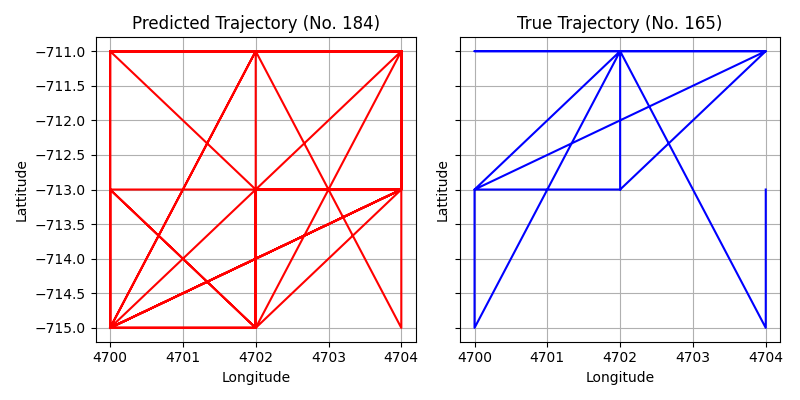 Predicted Trajectory (No. 184)
True Trajectory (No. 165)
−711.0
−711.5
−712.0
−712.5
−713.0
−713.5
−714.0
−714.5
−715.0
Lattitude
Lattitude
4700 4701 4702 4703 4704
4700 4701 4702 4703 4704
Longitude
Longitude